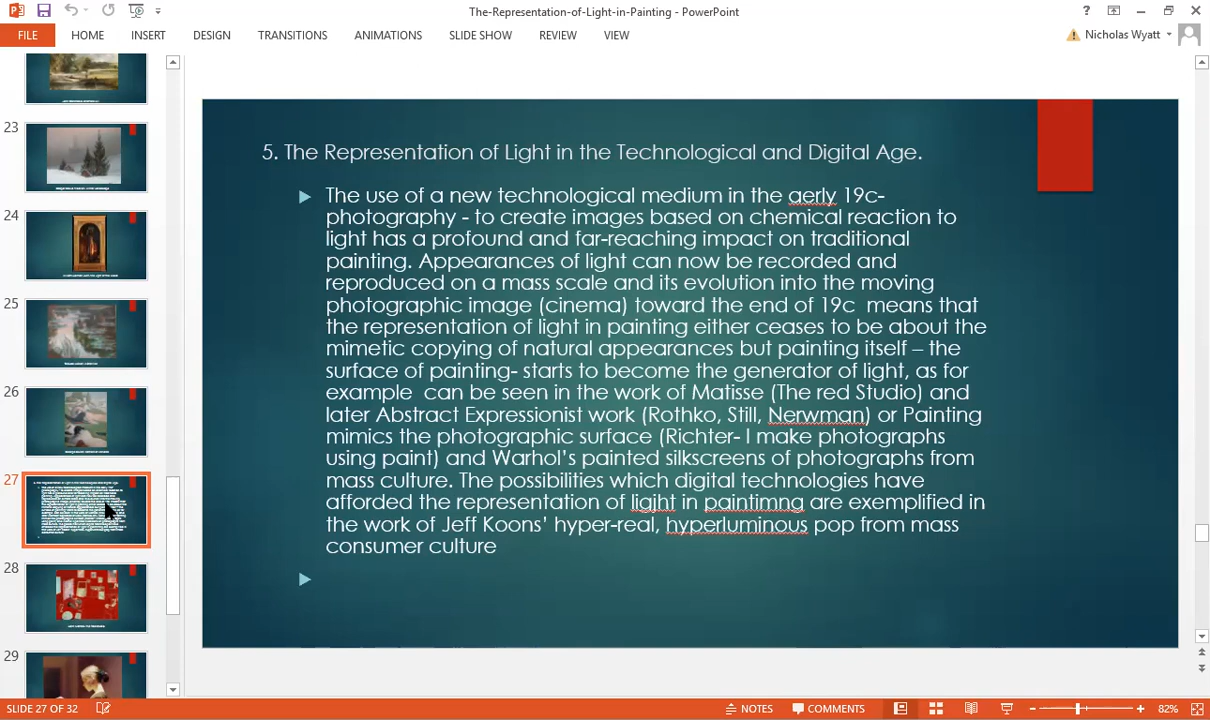 The-Representation-of-Light-in-Painting - PowerPoint
FILE HOME INSERT DESIGN TRANSITIONS ANIMATIONS SLIDE SHOW REVIEW VIEW
Nicholas Wyatt
23
24
25
26
27
28
29
5. The Representation of Light in the Technological and Digital Age.
The use of a new technological medium in the aerly 19c-
photography - to create images based on chemical reaction to
light has a profound and far-reaching impact on traditional
painting. Appearances of light can now be recorded and
reproduced on a mass scale and its evolution into the moving
photographic image (cinema) toward the end of 19c means that
the representation of light in painting either ceases to be about the
mimetic copying of natural appearances but painting itself – the
surface of painting- starts to become the generator of light, as for
example can be seen in the work of Matisse (The red Studio) and
later Abstract Expressionist work (Rothko, Still, Nerwman) or Painting
mimics the photographic surface (Richter- I make photographs
using paint) and Warhol’s painted silkscreens of photographs from
mass culture. The possibilities which digital technologies have
afforded the representation of ligjht in paintimting are exemplified in
the work of Jeff Koons’ hyper-real, hyperluminous pop from mass
consumer culture
SLIDE 27 OF 32
NOTES COMMENTS 82%